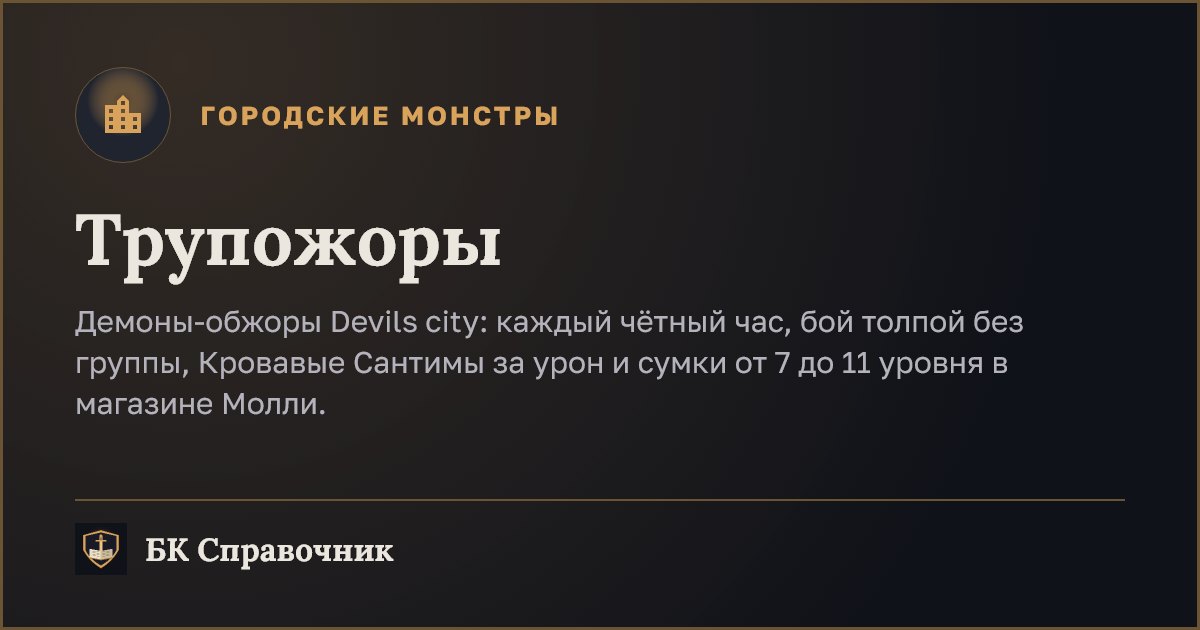 ГОРОДСКИЕ МОНСТРЫ
Трупожоры
Демоны-обжоры Devils city: каждый чётный час, бой толпой без
группы, Кровавые Сантимы за урон и сумки от 7 до 11 уровня в
магазине Молли.
БК Справочник